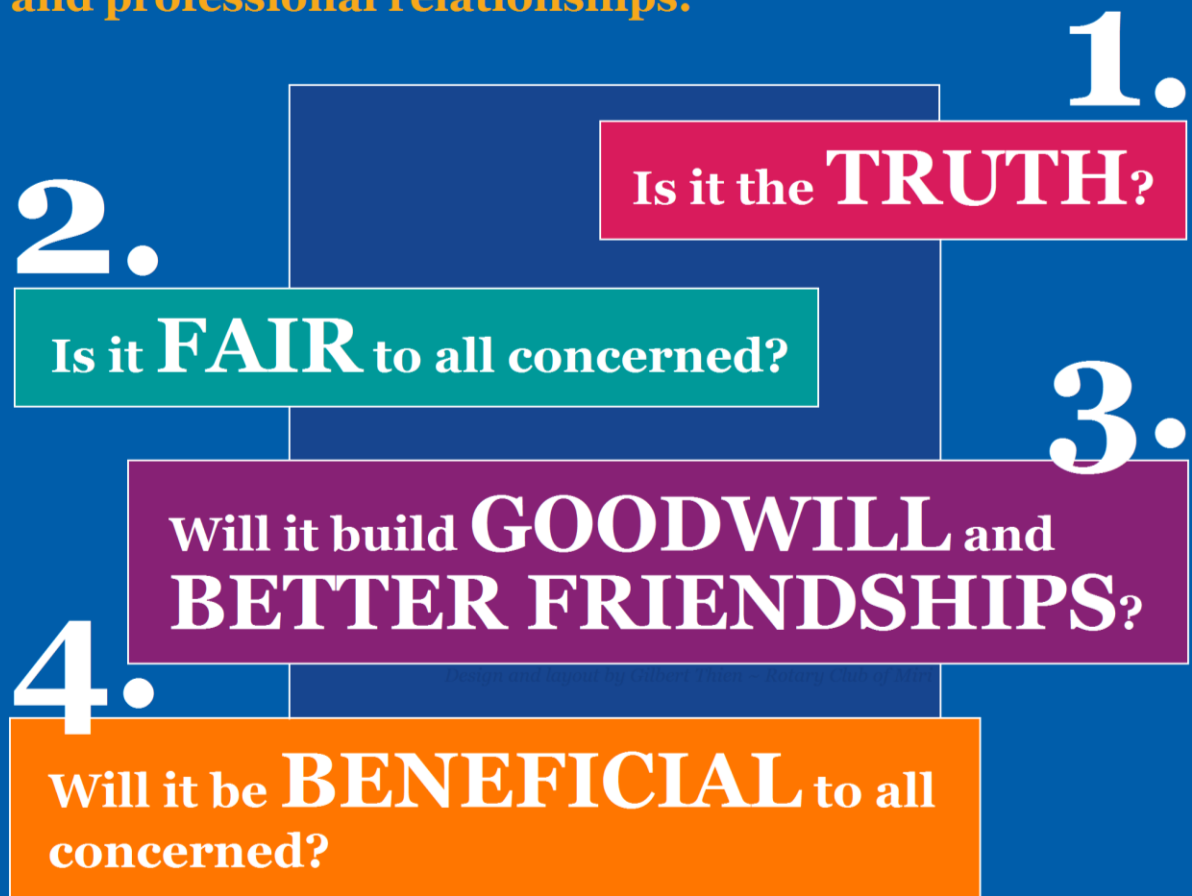 and professional relationships.
1.
Is it the TRUTH?
2.
Is it FAIR to all concerned?
3.
Will it build GOODWILL and
BETTER FRIENDSHIPS?
Design and layout by Gilbert Thien – Rotary Club of Miri
4.
Will it be BENEFICIAL to all
concerned?